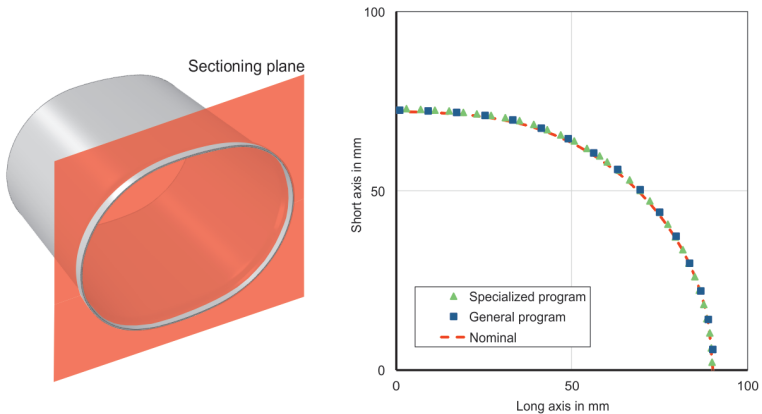 Sectioning plane
100
Short axis in mm
50
Specialized program
General program
Nominal
0
0
50
100
Long axis in mm